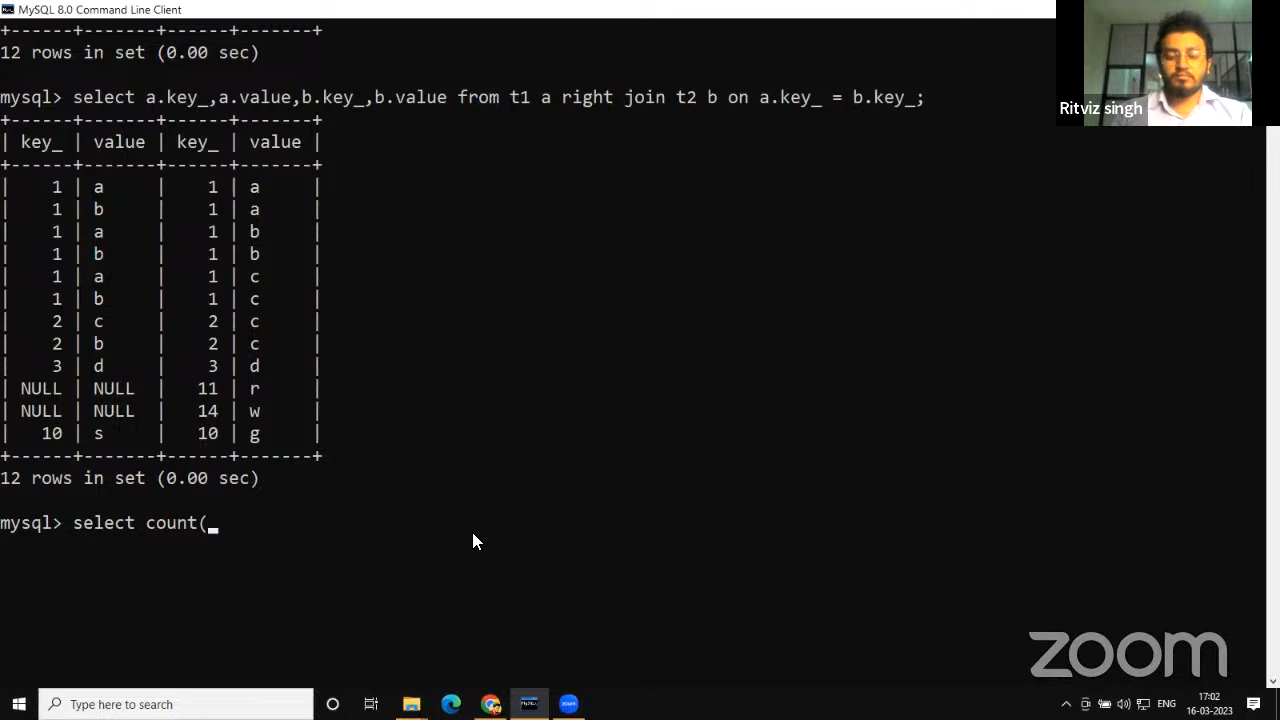 MySQL 8.0 Command Line Client
+------+-------+------+-------+
12 rows in set (0.00 sec)
mysql> select a.key_,a.value,b.key_,b.value from t1 a right join t2 b on a.key_ = b.key_;
Ritviz singh
+------+-------+------+-------+
| key_ | value | key_ | value |
+------+-------+------+-------+
|    1 | a     |    1 | a     |
|    1 | b     |    1 | a     |
|    1 | a     |    1 | b     |
|    1 | b     |    1 | b     |
|    1 | a     |    1 | c     |
|    1 | b     |    1 | c     |
|    2 | c     |    2 | c     |
|    2 | b     |    2 | c     |
|    3 | d     |    3 | d     |
| NULL | NULL  |   11 | r     |
| NULL | NULL  |   14 | w     |
|   10 | s     |   10 | g     |
+------+-------+------+-------+
12 rows in set (0.00 sec)
mysql> select count(_
zoom
Type here to search
zoom
ENG
17:02
16-03-2023